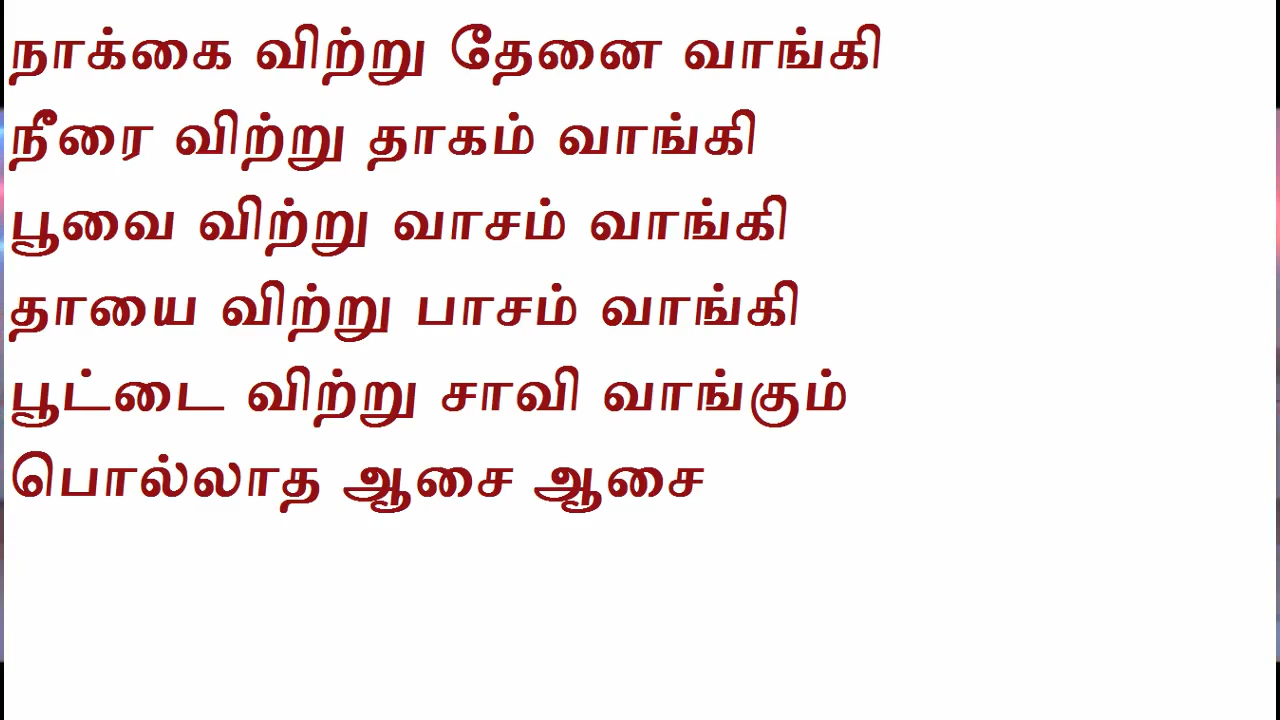 நாக்கை விற்று தேனை வாங்கி
நீரை விற்று தாகம் வாங்கி
பூவை விற்று வாசம் வாங்கி
தாயை விற்று பாசம் வாங்கி
பூட்டை விற்று சாவி வாங்கும்
பொல்லாத ஆசை ஆசை